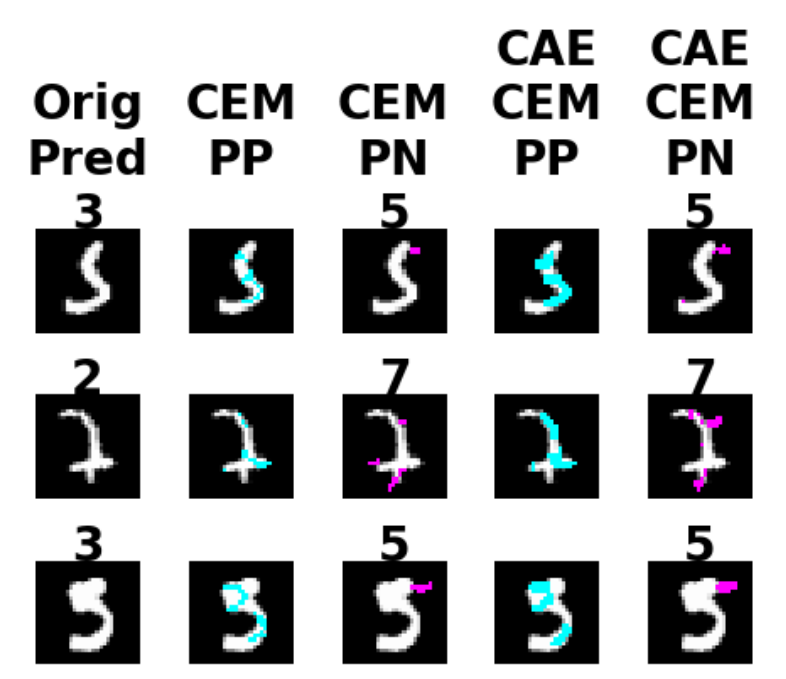 Orig Pred
CEM PP
CEM PN
CAE CEM PP
CAE CEM PN
3 5 5
2 7 7
3 5 5